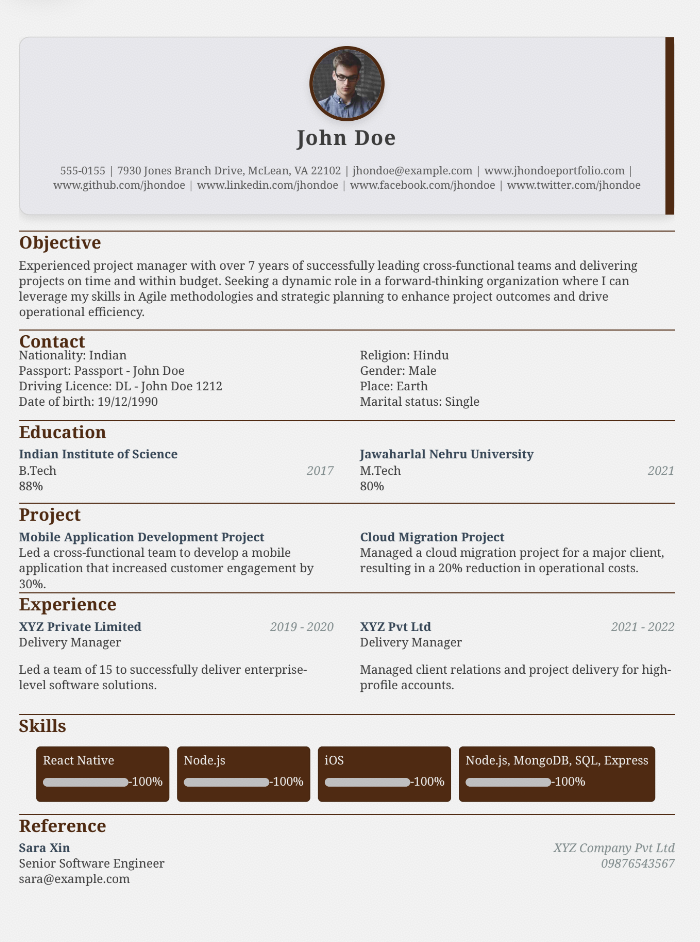 John Doe
555-0155 | 7930 Jones Branch Drive, McLean, VA 22102 | jhondoe@example.com | www.jhondoeportfolio.com |
www.github.com/jhondoe | www.linkedin.com/jhondoe | www.facebook.com/jhondoe | www.twitter.com/jhondoe
Objective
Experienced project manager with over 7 years of successfully leading cross-functional teams and delivering
projects on time and within budget. Seeking a dynamic role in a forward-thinking organization where I can
leverage my skills in Agile methodologies and strategic planning to enhance project outcomes and drive
operational efficiency.
Contact
Nationality: Indian
Passport: Passport - John Doe
Driving Licence: DL - John Doe 1212
Date of birth: 19/12/1990
Religion: Hindu
Gender: Male
Place: Earth
Marital status: Single
Education
Indian Institute of Science
B.Tech 2017
88%
Jawaharlal Nehru University
M.Tech 2021
80%
Project
Mobile Application Development Project
Led a cross-functional team to develop a mobile
application that increased customer engagement by
30%.
Cloud Migration Project
Managed a cloud migration project for a major client,
resulting in a 20% reduction in operational costs.
Experience
XYZ Private Limited 2019 - 2020
Delivery Manager
Led a team of 15 to successfully deliver enterprise-
level software solutions.
XYZ Pvt Ltd 2021 - 2022
Delivery Manager
Managed client relations and project delivery for high-
profile accounts.
Skills
React Native
-100%
Node.js
-100%
iOS
-100%
Node.js, MongoDB, SQL, Express
-100%
Reference
Sara Xin XYZ Company Pvt Ltd
Senior Software Engineer 09876543567
sara@example.com